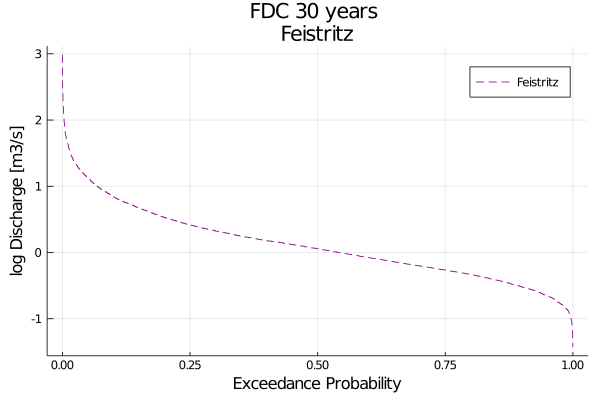 FDC 30 years
Feistritz
3
2
1
0
-1
log Discharge [m3/s]
Feistritz
0.00
0.25
0.50
0.75
1.00
Exceedance Probability